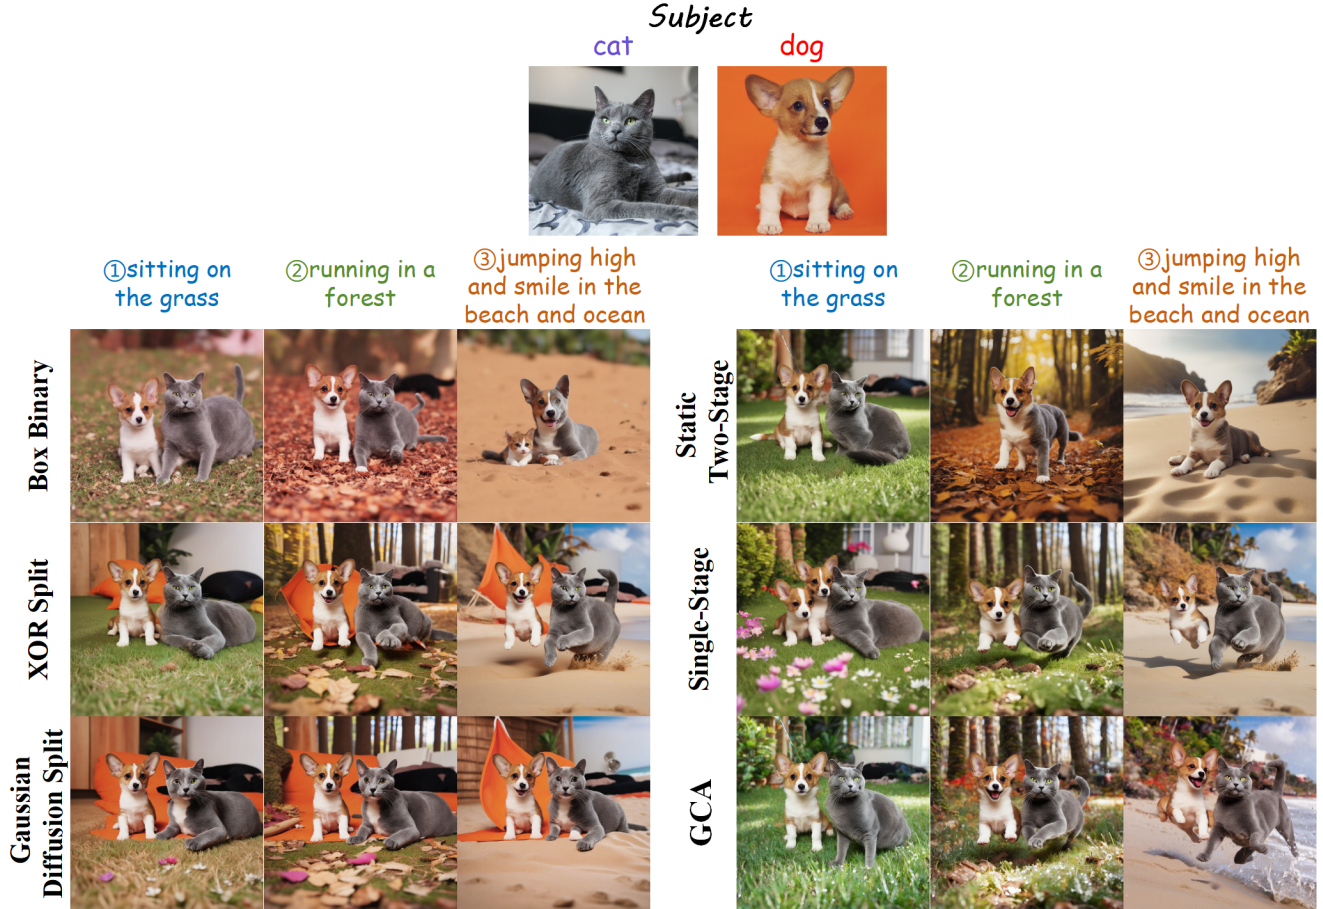 Subject
cat
dog
①sitting on
the grass
②running in a
forest
③jumping high
and smile in the
beach and ocean
①sitting on
the grass
②running in a
forest
③jumping high
and smile in the
beach and ocean
Box Binary
Static
Two-Stage
XOR Split
Single-Stage
Gaussian
Diffusion Split
GCA